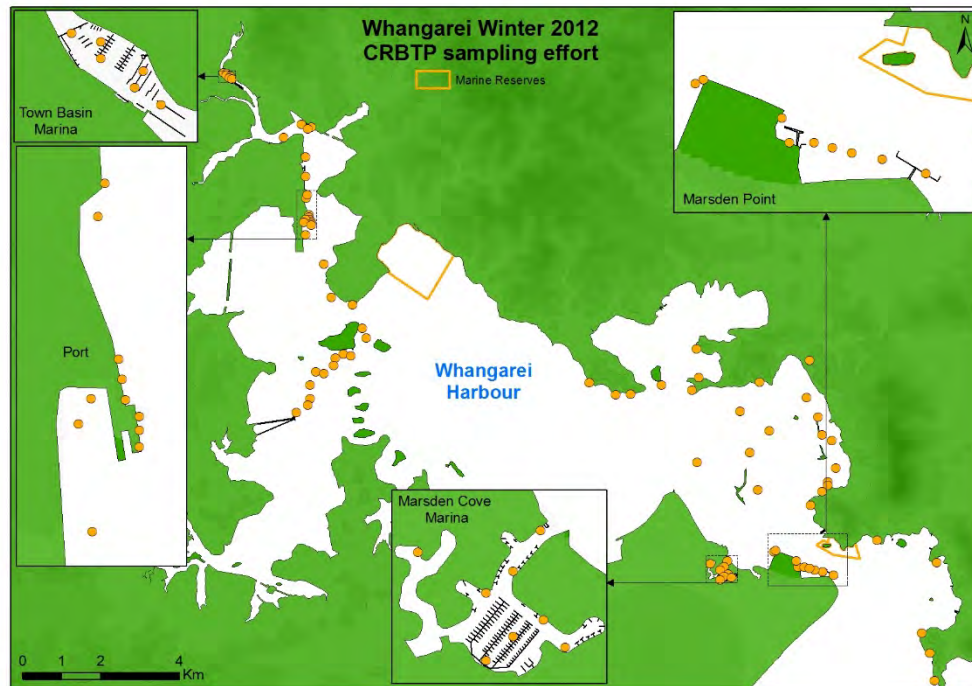 Whangarei Winter 2012
CRBTP sampling effort
Marine Reserves
N
Town Basin
Marina
Marsden Point
Port
Whangarei
Harbour
Marsden Cove
Marina
0 2 4
Km